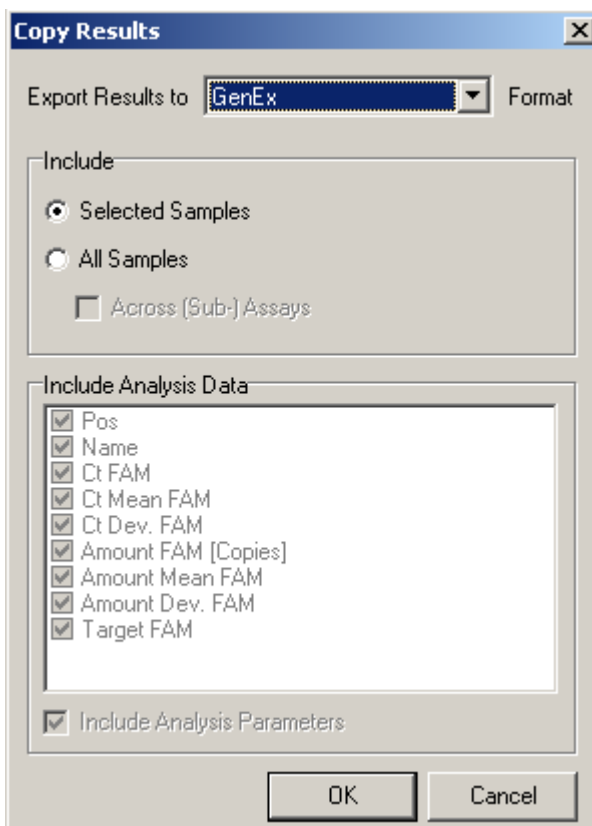 Copy Results
Export Results to GenEx Format
Include
Selected Samples
All Samples
Across (Sub-) Assays
Include Analysis Data
Pos
Name
Ct FAM
Ct Mean FAM
Ct Dev. FAM
Amount FAM [Copies]
Amount Mean FAM
Amount Dev. FAM
Target FAM
Include Analysis Parameters
OK Cancel